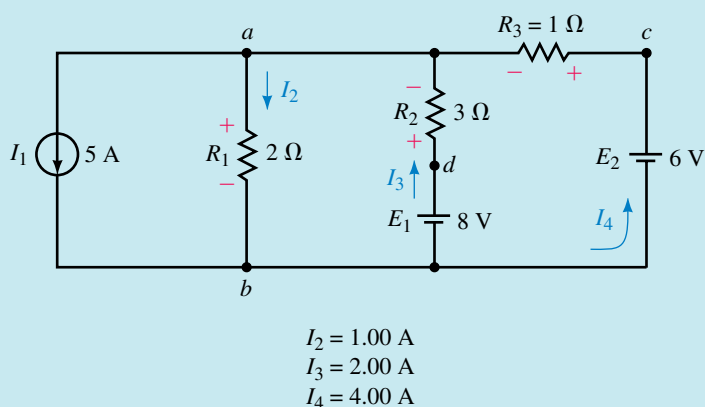 R3 = 1 Ω
a
c
I2
− +
−
+
R2
3 Ω
I1
5 A
R1
2 Ω
+
−
E2
6 V
I3
d
E1
8 V
I4
b
I2 = 1.00 A
I3 = 2.00 A
I4 = 4.00 A